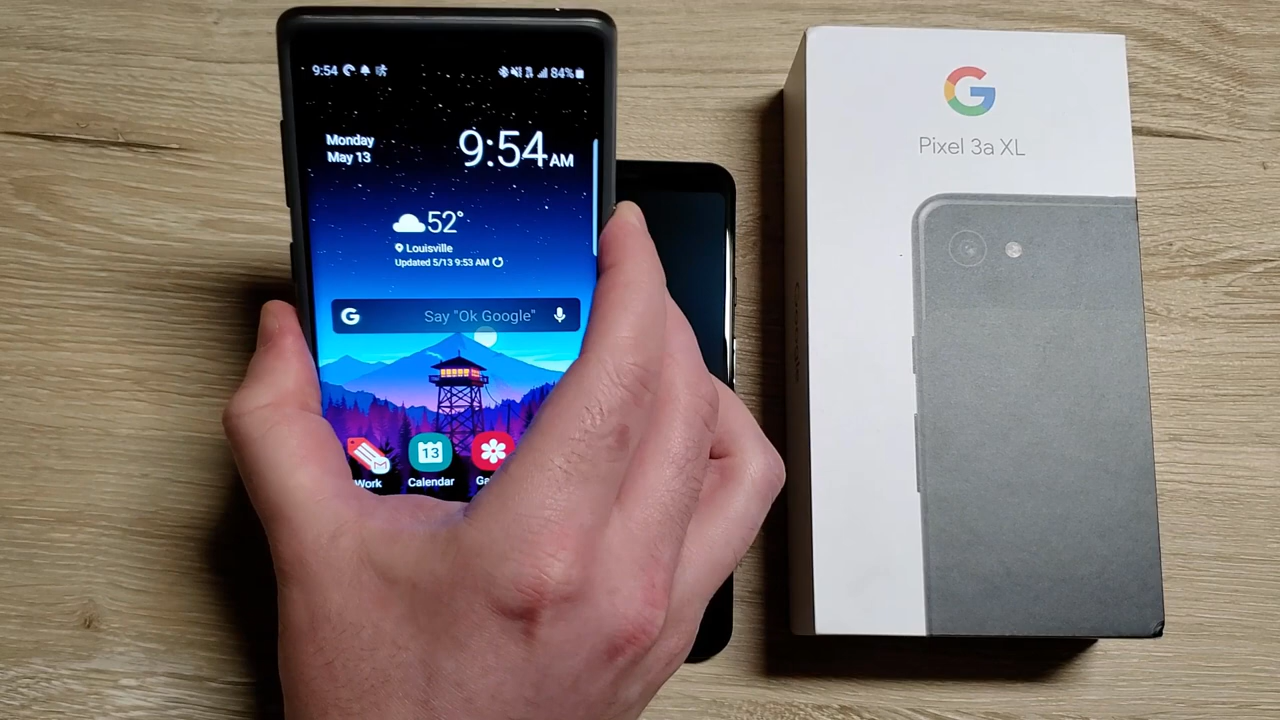 9:54
84%
Monday
May 13
9:54 AM
52°
Louisville
Updated 5/13 9:53 AM
G
Say "Ok Google"
13
Work
Calendar
G
Pixel 3a XL